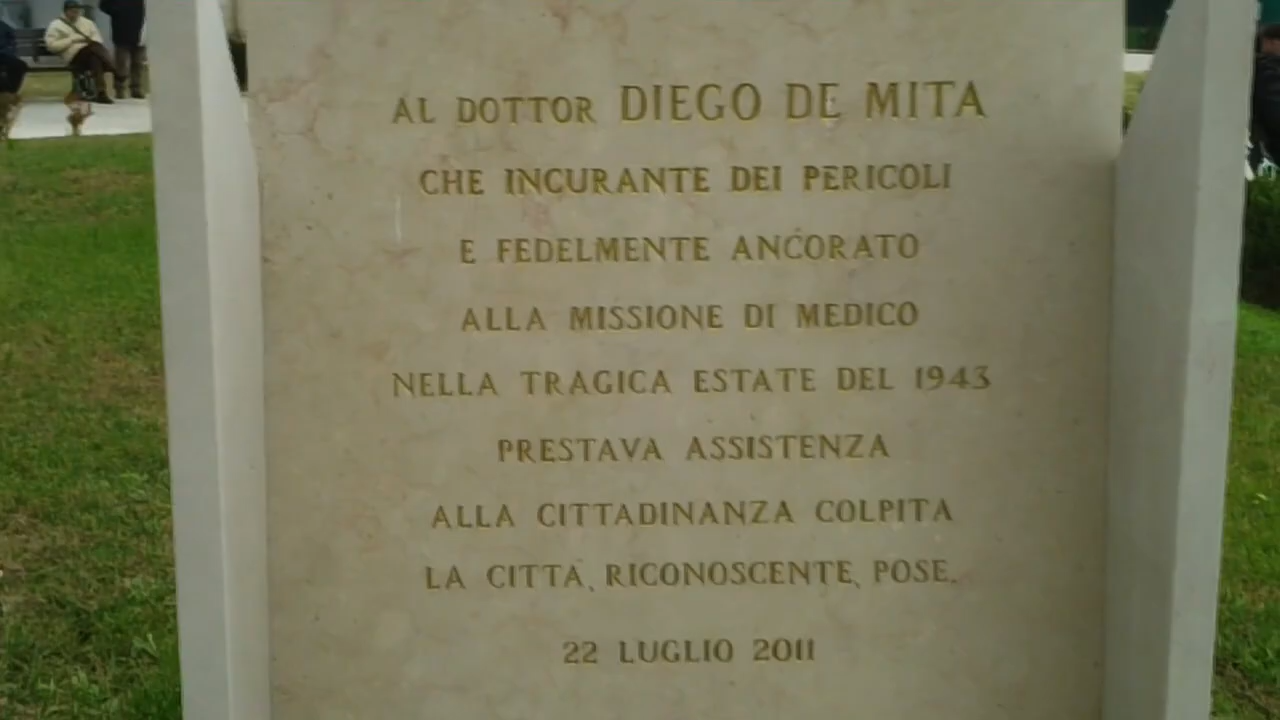 AL DOTTOR DIEGO DE MITA
CHE INCURANTE DEI PERICOLI
E FEDELMENTE ANCORATO
ALLA MISSIONE DI MEDICO
NELLA TRAGICA ESTATE DEL 1943
PRESTAVA ASSISTENZA
ALLA CITTADINANZA COLPITA
LA CITTA, RICONOSCENTE, POSE.
22 LUGLIO 2011